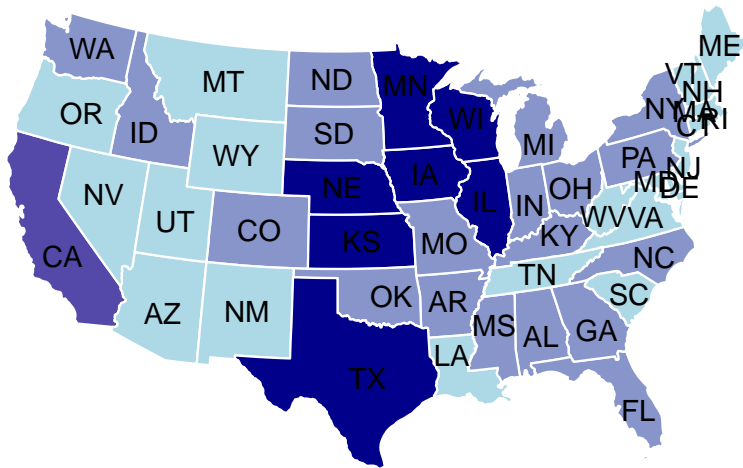 WA
MT
ND
MN
ME
VT
NH
OR
ID
SD
WI
NY
MA
RI
CT
WY
MI
PA
NJ
NV
NE
IA
IL
IN
OH
MD
DE
UT
CO
KS
MO
KY
WV
VA
CA
AZ
NM
OK
AR
TN
NC
SC
MS
AL
GA
LA
TX
FL